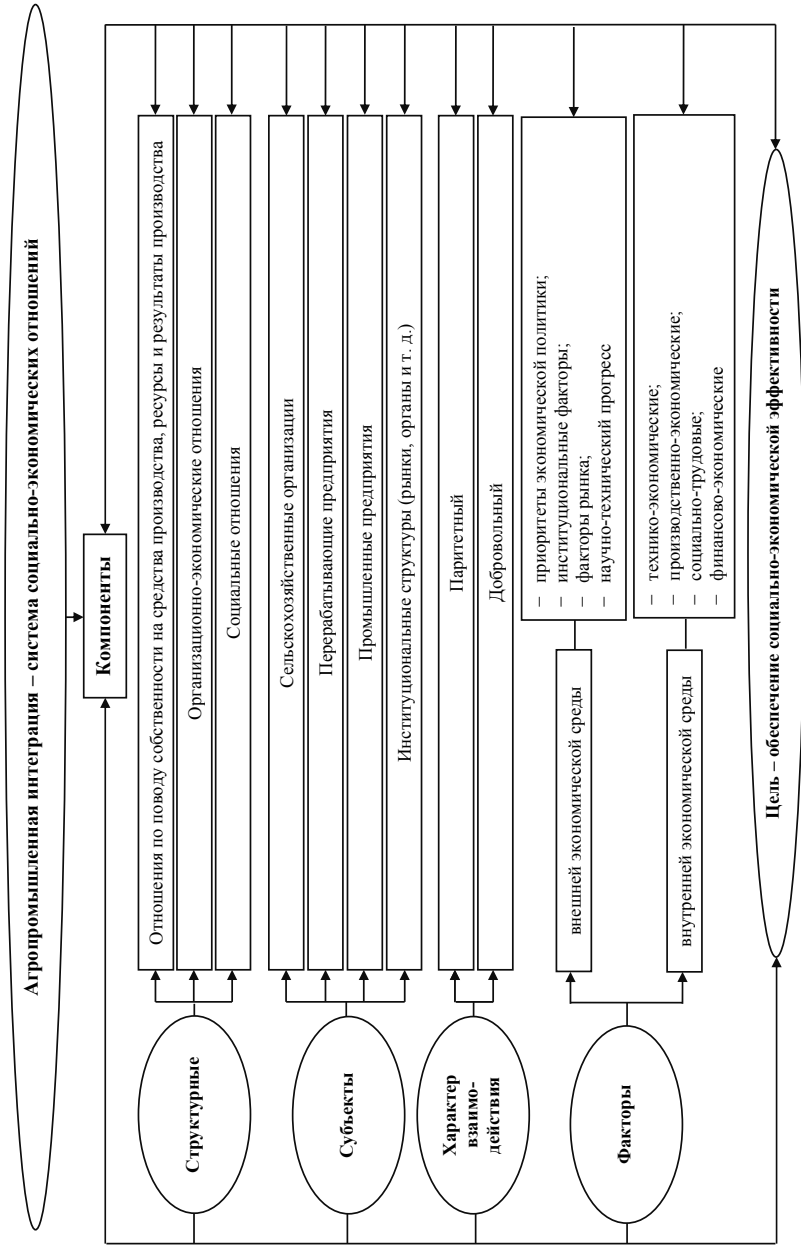 Агропромышленная интеграция – система социально-экономических отношений
Компоненты
Структурные
Отношения по поводу собственности на средства производства, ресурсы и результаты производства
Организационно-экономические отношения
Социальные отношения
Субъекты
Сельскохозяйственные организации
Перерабатывающие предприятия
Промышленные предприятия
Институциональные структуры (рынки, органы и т. д.)
Характер
взаимо-
действия
Паритетный
Добровольный
Факторы
внешней экономической среды
– приоритеты экономической политики;
– институциональные факторы;
– факторы рынка;
– научно-технический прогресс
внутренней экономической среды
– технико-экономические;
– производственно-экономические;
– социально-трудовые;
– финансово-экономические
Цель – обеспечение социально-экономической эффективности